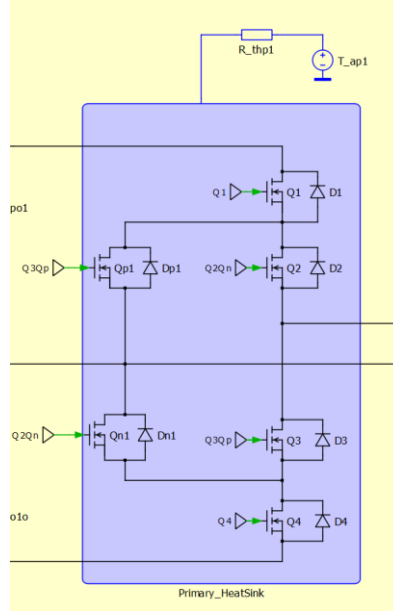 R_thp1
T_ap1
Q1
Q1
D1
po1
Q3Qp
Qp1
Dp1
Q2Qn
Q2
D2
Q2Qn
Qn1
Dn1
Q3Qp
Q3
D3
o1o
Q4
Q4
D4
Primary_HeatSink